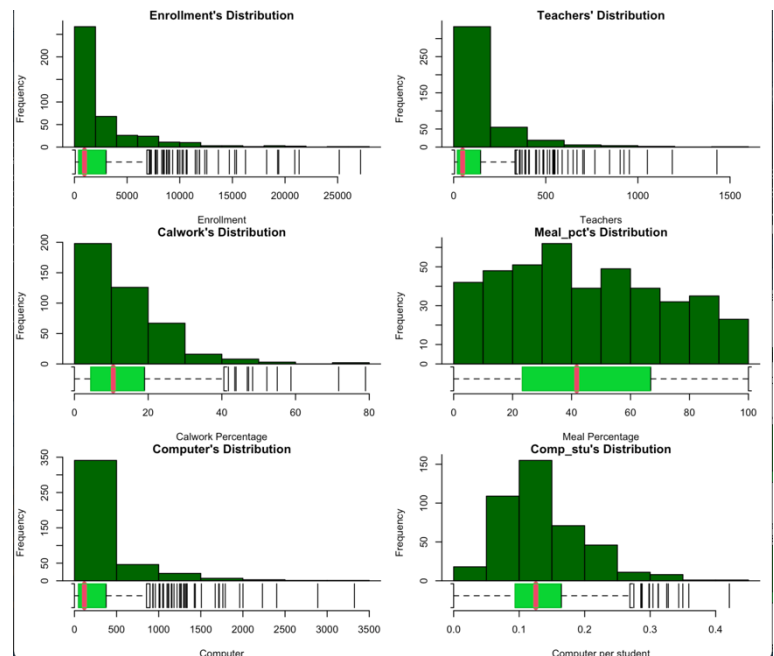 Enrollment's Distribution
Frequency
0 50 100 200
0 5000 10000 15000 20000 25000
Enrollment
Teachers' Distribution
Frequency
0 50 150 250
0 500 1000 1500
Teachers
Calwork's Distribution
Frequency
0 50 100 150 200
0 20 40 60 80
Calwork Percentage
Meal_pct's Distribution
Frequency
0 10 30 50
0 20 40 60 80 100
Meal Percentage
Computer's Distribution
Frequency
0 50 150 250 350
0 500 1000 1500 2000 2500 3000 3500
Computer
Comp_stu's Distribution
Frequency
0 50 100 150
0.0 0.1 0.2 0.3 0.4
Computer per student